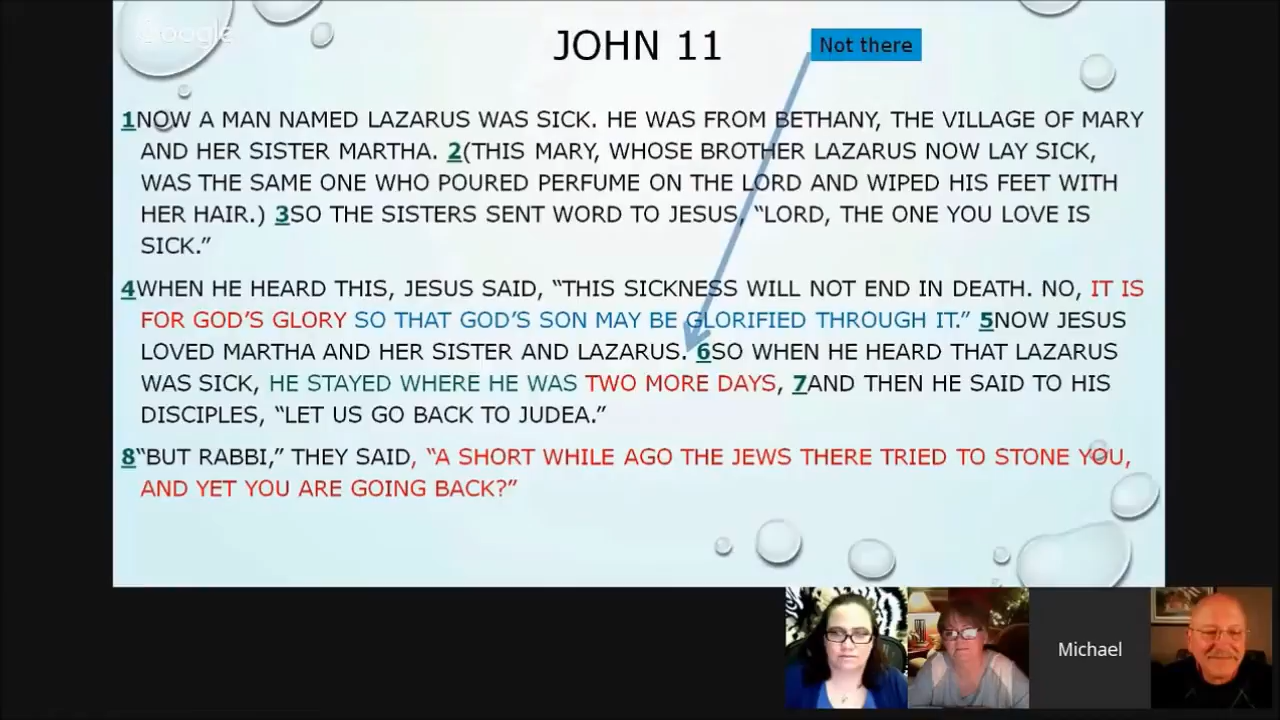 Google
JOHN 11
Not there
1NOW A MAN NAMED LAZARUS WAS SICK. HE WAS FROM BETHANY, THE VILLAGE OF MARY
AND HER SISTER MARTHA. 2(THIS MARY, WHOSE BROTHER LAZARUS NOW LAY SICK,
WAS THE SAME ONE WHO POURED PERFUME ON THE LORD AND WIPED HIS FEET WITH
HER HAIR.) 3SO THE SISTERS SENT WORD TO JESUS, “LORD, THE ONE YOU LOVE IS
SICK.”
4WHEN HE HEARD THIS, JESUS SAID, “THIS SICKNESS WILL NOT END IN DEATH. NO, IT IS
FOR GOD’S GLORY SO THAT GOD’S SON MAY BE GLORIFIED THROUGH IT.” 5NOW JESUS
LOVED MARTHA AND HER SISTER AND LAZARUS. 6SO WHEN HE HEARD THAT LAZARUS
WAS SICK, HE STAYED WHERE HE WAS TWO MORE DAYS, 7AND THEN HE SAID TO HIS
DISCIPLES, “LET US GO BACK TO JUDEA.”
8“BUT RABBI,” THEY SAID, “A SHORT WHILE AGO THE JEWS THERE TRIED TO STONE YOU,
AND YET YOU ARE GOING BACK?”
Michael